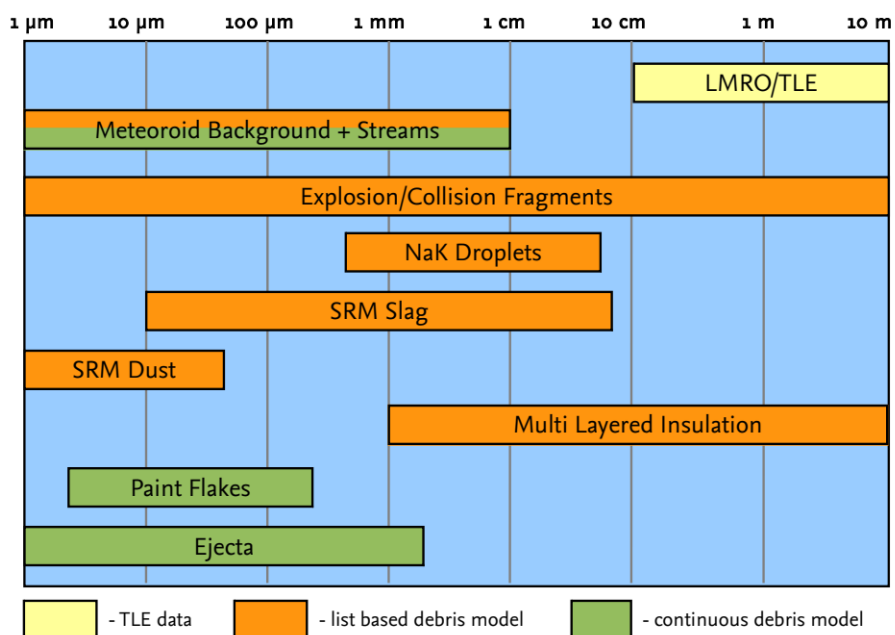 1 µm 10 µm 100 µm 1 mm 1 cm 10 cm 1 m 10 m
LMRO/TLE
Meteoroid Background + Streams
Explosion/Collision Fragments
NaK Droplets
SRM Slag
SRM Dust
Multi Layered Insulation
Paint Flakes
Ejecta
- TLE data - list based debris model - continuous debris model